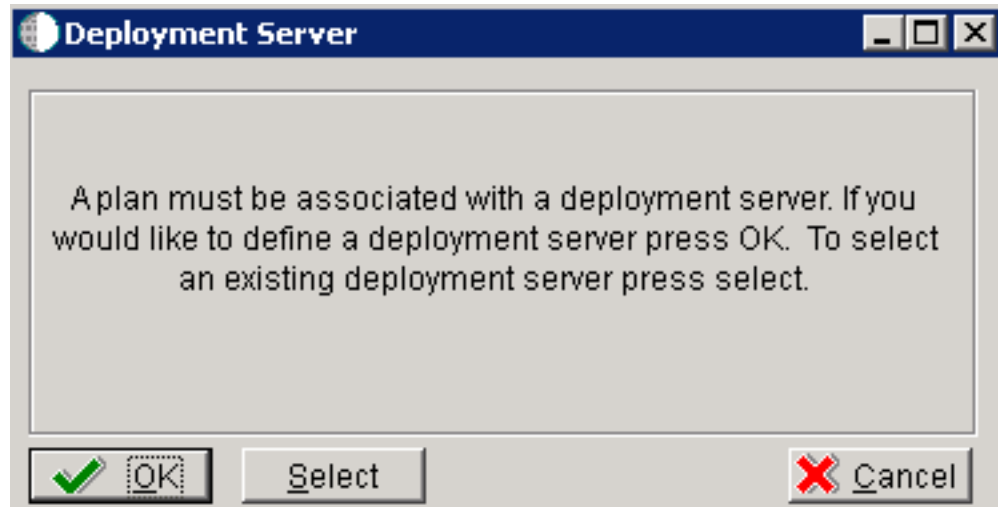 Deployment Server
A plan must be associated with a deployment server. If you
would like to define a deployment server press OK.  To select
an existing deployment server press select.
OK
Select
Cancel